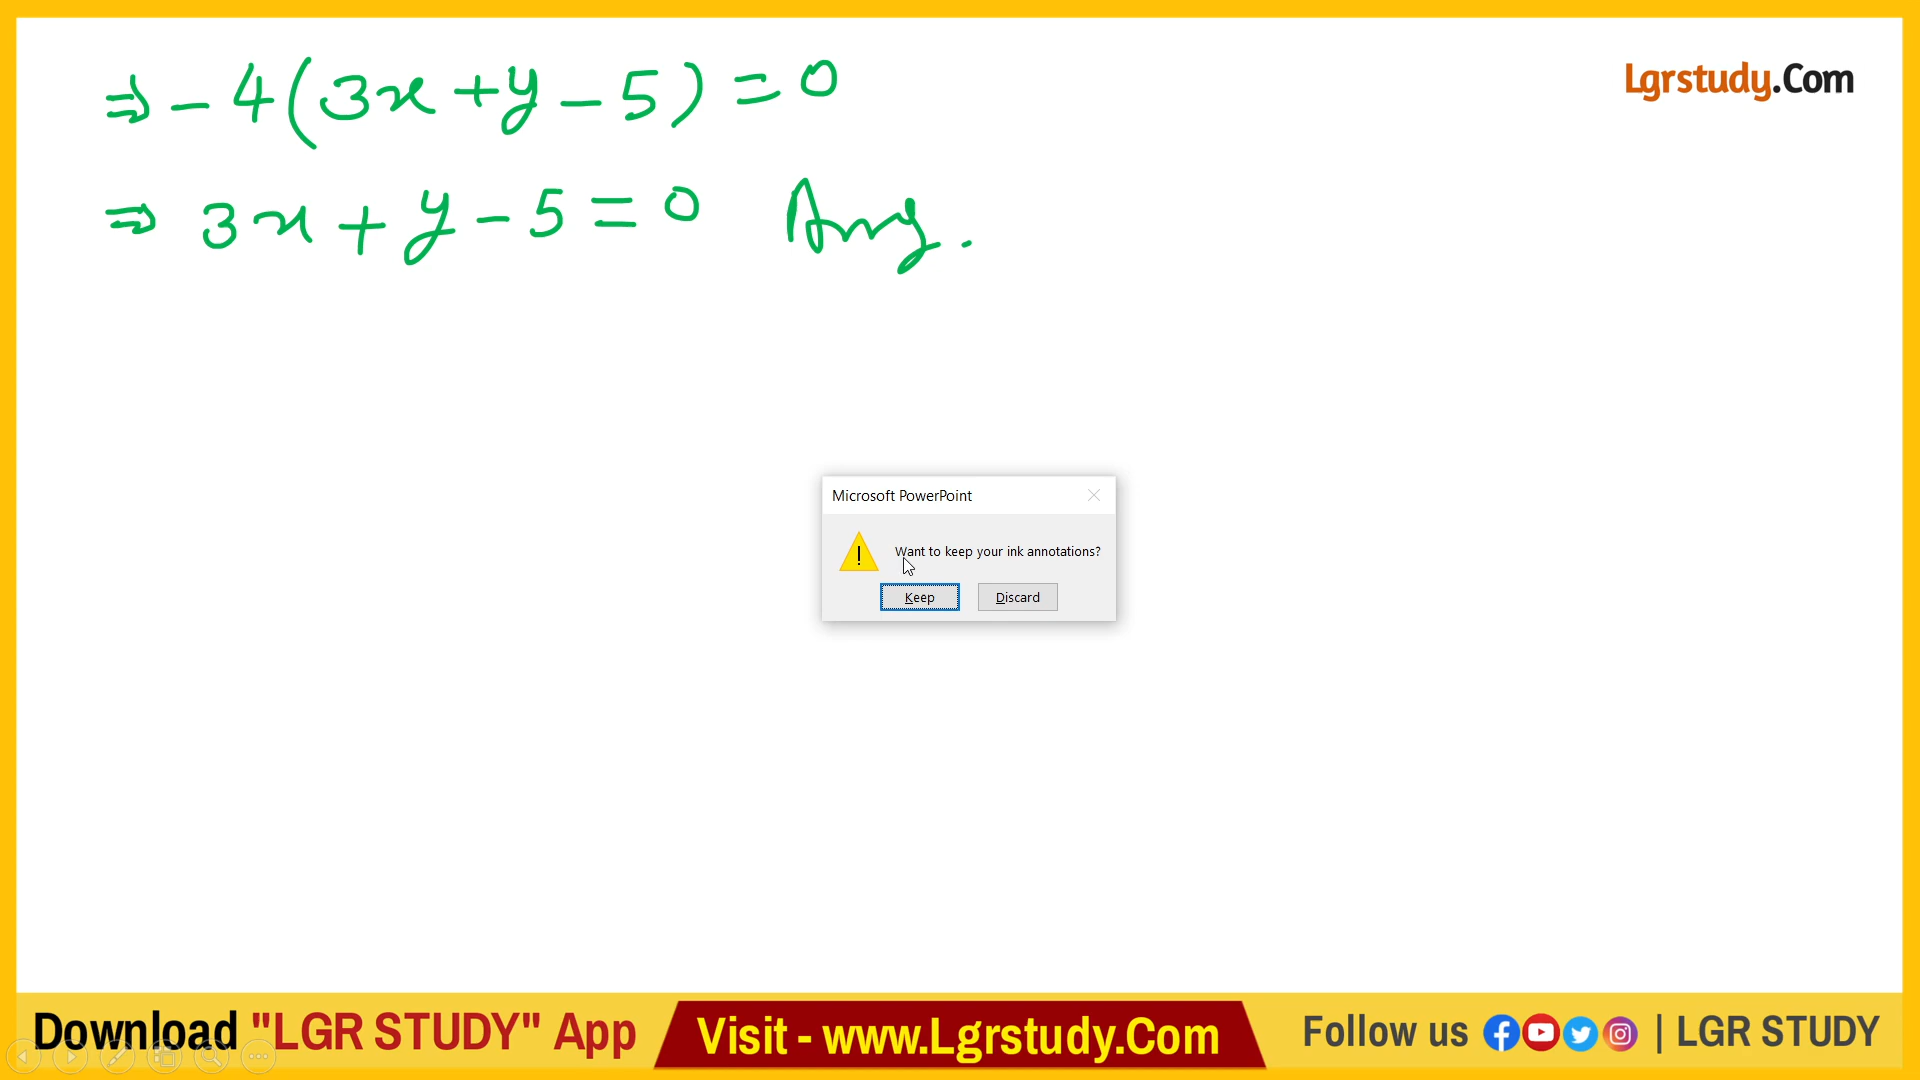 ⇒ - 4 ( 3x + y - 5 ) = 0
Lgrstudy.Com
⇒ 3x + y - 5 = 0 Ans.
Microsoft PowerPoint
Want to keep your ink annotations?
Keep Discard
Download "LGR STUDY" App
Visit - www.Lgrstudy.Com
Follow us | LGR STUDY